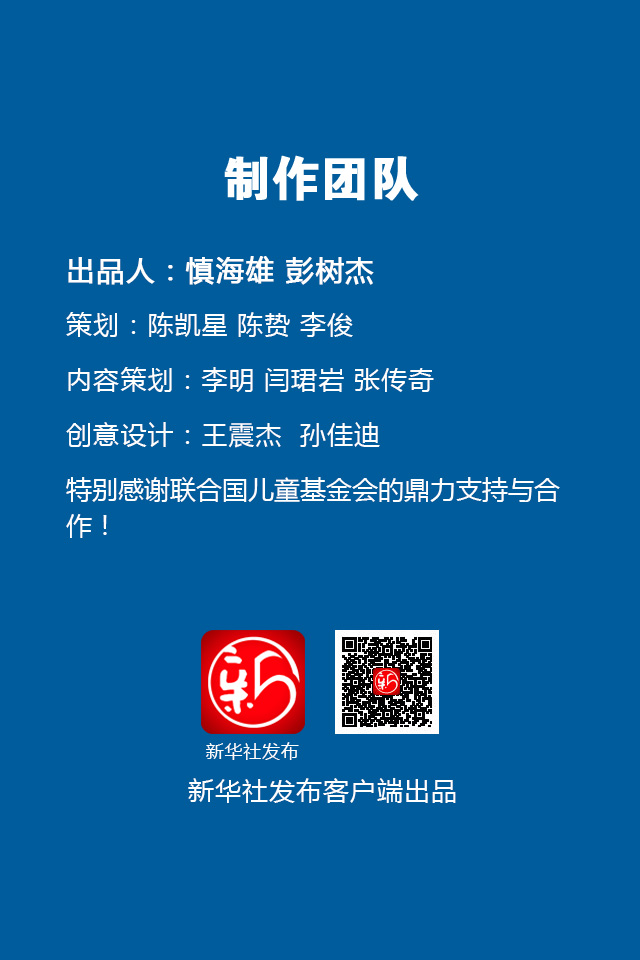 制作团队
出品人：慎海雄 彭树杰
策划：陈凯星 陈贽 李俊
内容策划：李明 闫珺岩 张传奇
创意设计：王震杰 孙佳迪
特别感谢联合国儿童基金会的鼎力支持与合
作！
新
新
新华社发布
新华社发布客户端出品